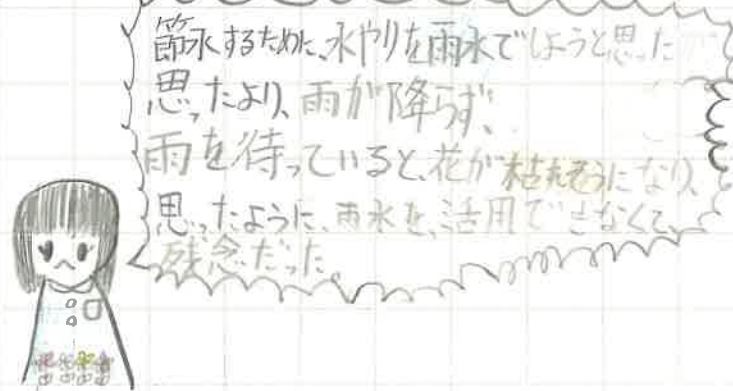 節水するために、水やりを雨水でしようと思った
思ったより、雨が降らず、
雨を待っていると、花が枯れそうになり、
思ったように、雨水を、活用できなくて、
残念だった。